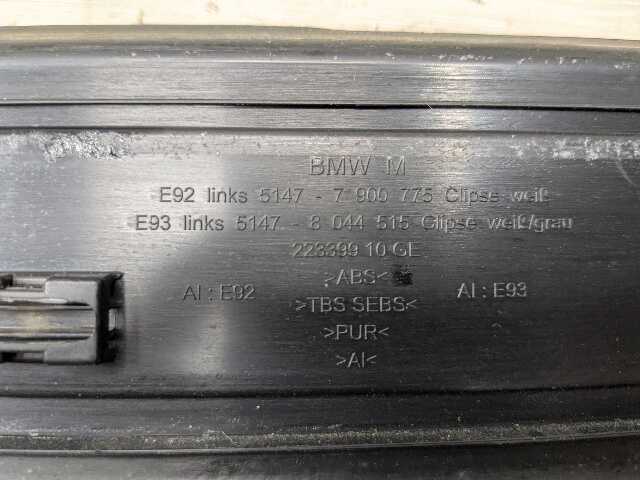 BMW M
E92 links 5147 - 7 900 775 Clipse weiß
E93 links 5147 - 8 044 515 Clipse weiß/grau
223399 10 GE
>ABS<
AI : E92
>TBS SEBS<
AI : E93
>PUR<
>AI<